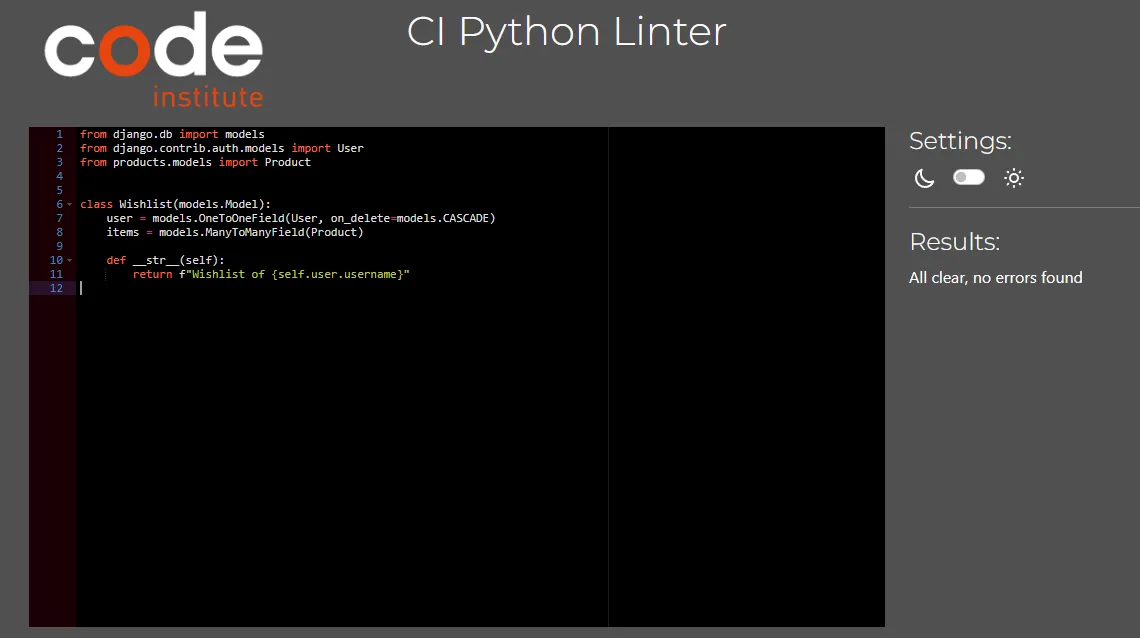 code
institute
CI Python Linter
1 from django.db import models
2 from django.contrib.auth.models import User
3 from products.models import Product
4
5
6 class Wishlist(models.Model):
7     user = models.OneToOneField(User, on_delete=models.CASCADE)
8     items = models.ManyToManyField(Product)
9
10     def __str__(self):
11         return f"Wishlist of {self.user.username}"
12
Settings:
Results:
All clear, no errors found